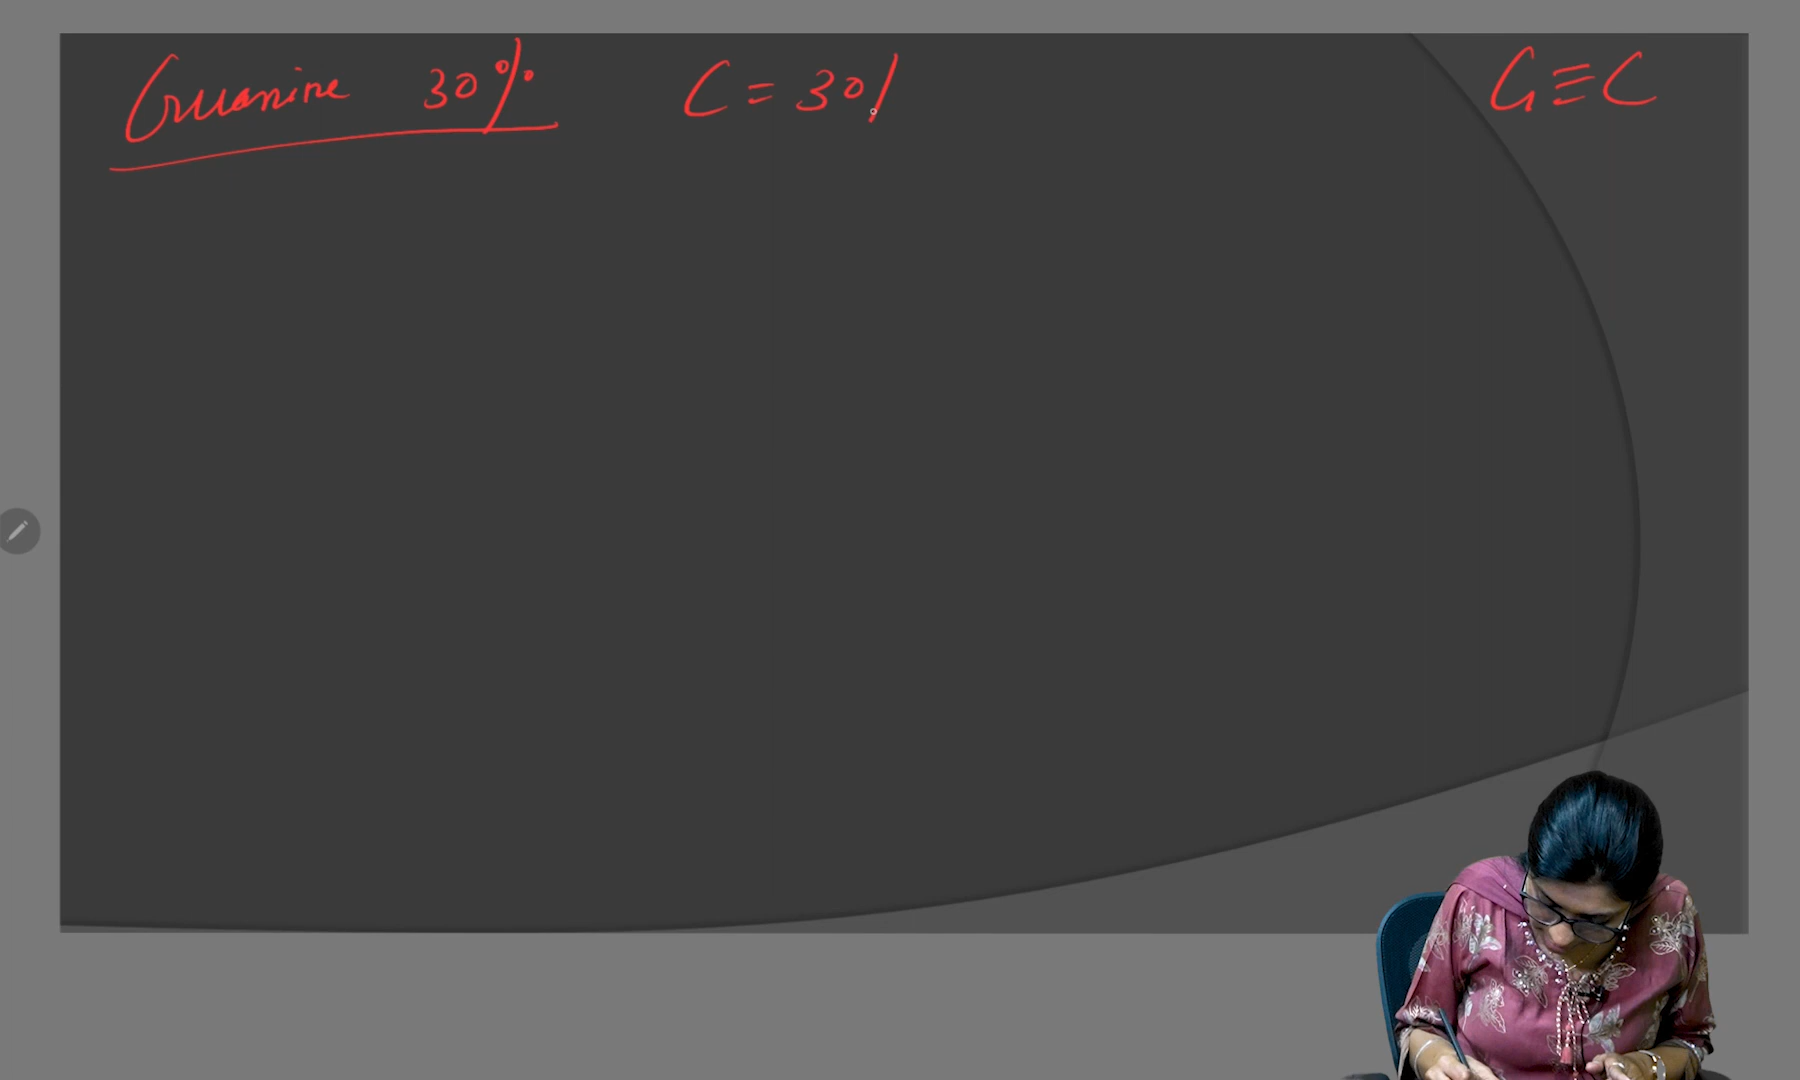 Guanine 30% C = 30% G≡C